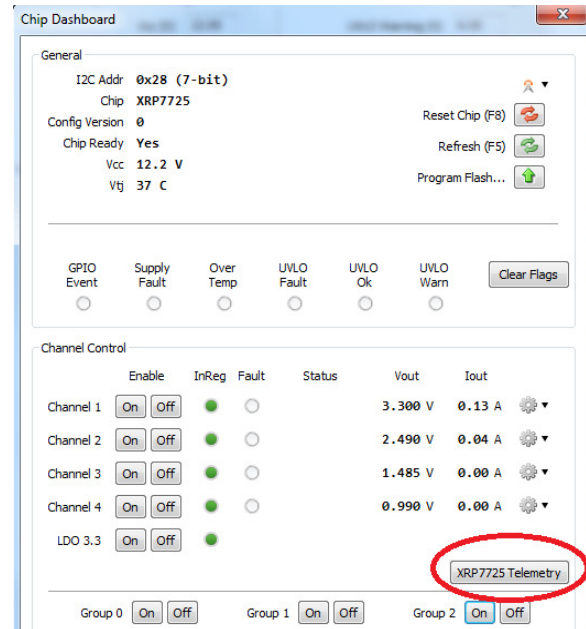 Chip Dashboard
General
I2C Addr 0x28 (7-bit)
Chip XRP7725
Config Version 0
Chip Ready Yes
Vcc 12.2 V
Vtj 37 C
Reset Chip (F8)
Refresh (F5)
Program Flash...
GPIO Event
Supply Fault
Over Temp
UVLO Fault
UVLO Ok
UVLO Warn
Clear Flags
Channel Control
Enable InReg Fault Status Vout Iout
Channel 1 On Off 3.300 V 0.13 A
Channel 2 On Off 2.490 V 0.04 A
Channel 3 On Off 1.485 V 0.00 A
Channel 4 On Off 0.990 V 0.00 A
LDO 3.3 On Off
XRP7725 Telemetry
Group 0 On Off Group 1 On Off Group 2 On Off